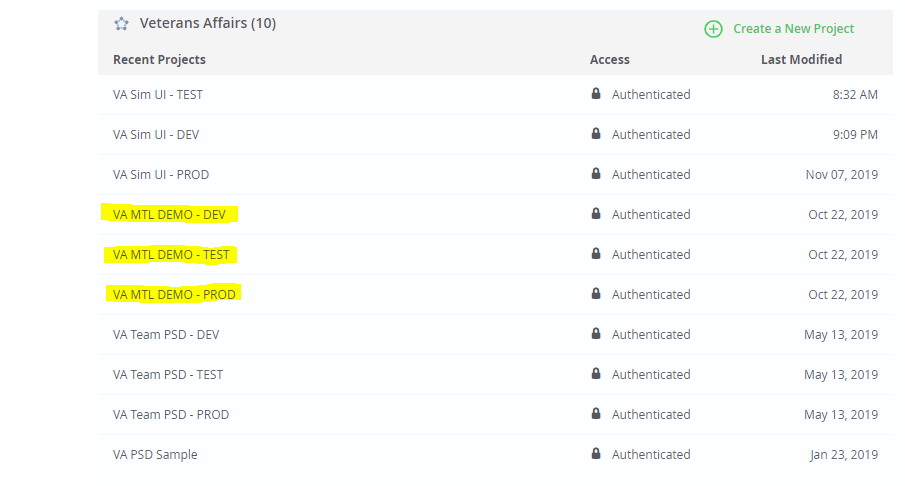 Veterans Affairs (10)
Create a New Project
Recent Projects Access Last Modified
VA Sim UI - TEST Authenticated 8:32 AM
VA Sim UI - DEV Authenticated 9:09 PM
VA Sim UI - PROD Authenticated Nov 07, 2019
VA MTL DEMO - DEV Authenticated Oct 22, 2019
VA MTL DEMO - TEST Authenticated Oct 22, 2019
VA MTL DEMO - PROD Authenticated Oct 22, 2019
VA Team PSD - DEV Authenticated May 13, 2019
VA Team PSD - TEST Authenticated May 13, 2019
VA Team PSD - PROD Authenticated May 13, 2019
VA PSD Sample Authenticated Jan 23, 2019